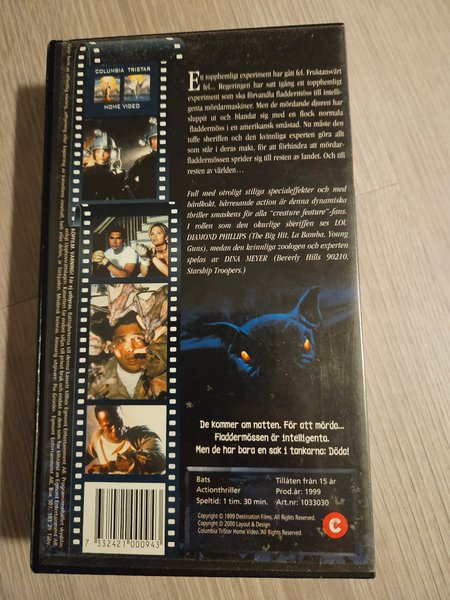 COLUMBIA TRISTAR
HOME VIDEO
Ett topphemligt experiment har gått fel. Fruktansvärt
fel... Regeringen har satt igång ett topphemligt
experiment som ska förvandla fladdermöss till intelli-
genta mördarmaskiner. Men de mördande djuren har
sluppit ut och blandat sig med en flock normala
fladdermöss i en amerikansk småstad. Nu måste den
tuffe sheriffen och den kvinnliga experten göra allt
som står i deras makt, för att förhindra att mördar-
fladdermössen sprider sig till resten av landet. Och till
resten av världen...
Full med otroligt stiliga specialeffekter och med
hårdkokt, hårresande action är denna dynamiska
thriller smaskens för alla "creature feature"-fans.
I rollen som den okuvlige sheriffen ses LOU
DIAMOND PHILLIPS (The Big Hit, La Bamba, Young
Guns), medan den kvinnliga zoologen och experten
spelas av DINA MEYER (Beverly Hills 90210,
Starship Troopers.)
De kommer om natten. För att mörda...
Fladdermössen är intelligenta.
Men de har bara en sak i tankarna: Döda!
Bats
Actionthriller
Speltid: 1 tim. 30 min.
Tillåten från 15 år
Prod.år: 1999
Art.nr: 1033030
Copyright © 1999 Destination Films. All Rights Reserved.
Copyright © 2000 Layout & Design
Columbia TriStar Home Video. All Rights Reserved.
C
7 332421 000943